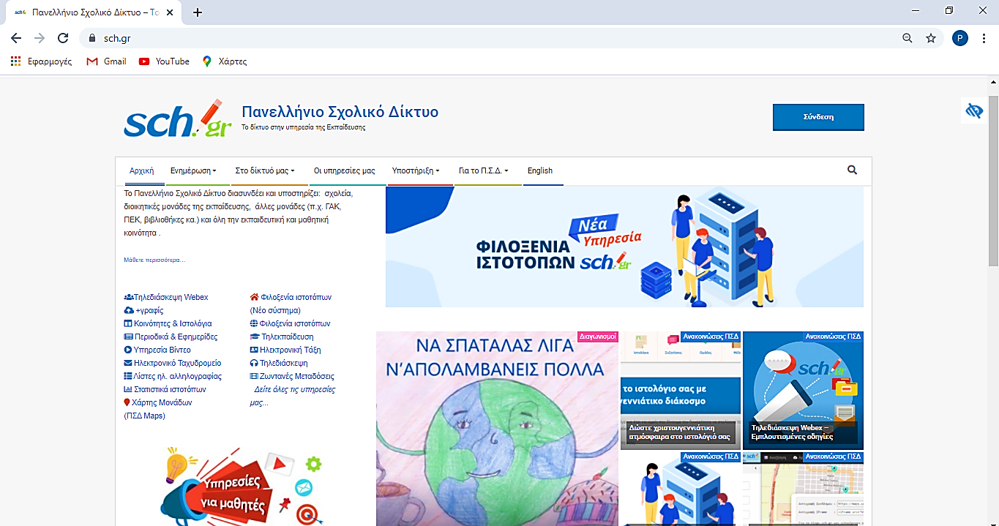 sch Πανελλήνιο Σχολικό Δίκτυο – Το
sch.gr
P
Εφαρμογές Gmail YouTube Χάρτες
sch.gr
Πανελλήνιο Σχολικό Δίκτυο
Το δίκτυο στην υπηρεσία της Εκπαίδευσης
Σύνδεση
Αρχική Ενημέρωση Στο δίκτυό μας Οι υπηρεσίες μας Υποστήριξη Για το Π.Σ.Δ. English
Το Πανελλήνιο Σχολικό Δίκτυο διασυνδέει και υποστηρίζει: σχολεία,
διοικητικές μονάδες της εκπαίδευσης, άλλες μονάδες (π.χ. ΓΑΚ,
ΠΕΚ, βιβλιοθήκες κα.) και όλη την εκπαιδευτική και μαθητική
κοινότητα .
Μάθετε περισσότερα…
Τηλεδιάσκεψη Webex
+γραφίς
Κοινότητες & Ιστολόγια
Περιοδικά & Εφημερίδες
Υπηρεσία Βίντεο
Ηλεκτρονικό Ταχυδρομείο
Λίστες ηλ. αλληλογραφίας
Στατιστικά ιστοτόπων
Χάρτης Μονάδων
(ΠΣΔ Maps)
Φιλοξενία ιστοτόπων
(Νέο σύστημα)
Φιλοξενία ιστοτόπων
Τηλεκπαίδευση
Ηλεκτρονική Τάξη
Τηλεδιάσκεψη
Ζωντανές Μεταδόσεις
Δείτε όλες τις υπηρεσίες
μας...
Υπηρεσίες
για μαθητές
Νέα
Υπηρεσία
ΦΙΛΟΞΕΝΙΑ
ΙΣΤΟΤΟΠΩΝ sch.gr
Διαγωνισμοί
ΝΑ ΣΠΑΤΑΛΑΣ ΛΙΓΑ
Ν'ΑΠΟΛΑΜΒΑΝΕΙΣ ΠΟΛΛΑ
Ανακοινώσεις ΠΣΔ
το ιστολόγιο σας με
γεννιάτικο διάκοσμο
Δώστε χριστουγεννιάτικη
ατμόσφαιρα στο ιστολόγιό σας
Ανακοινώσεις ΠΣΔ
sch.gr
Τηλεδιάσκεψη Webex –
Εμπλουτισμένες οδηγίες
Ανακοινώσεις ΠΣΔ
Ανακοινώσεις ΠΣΔ